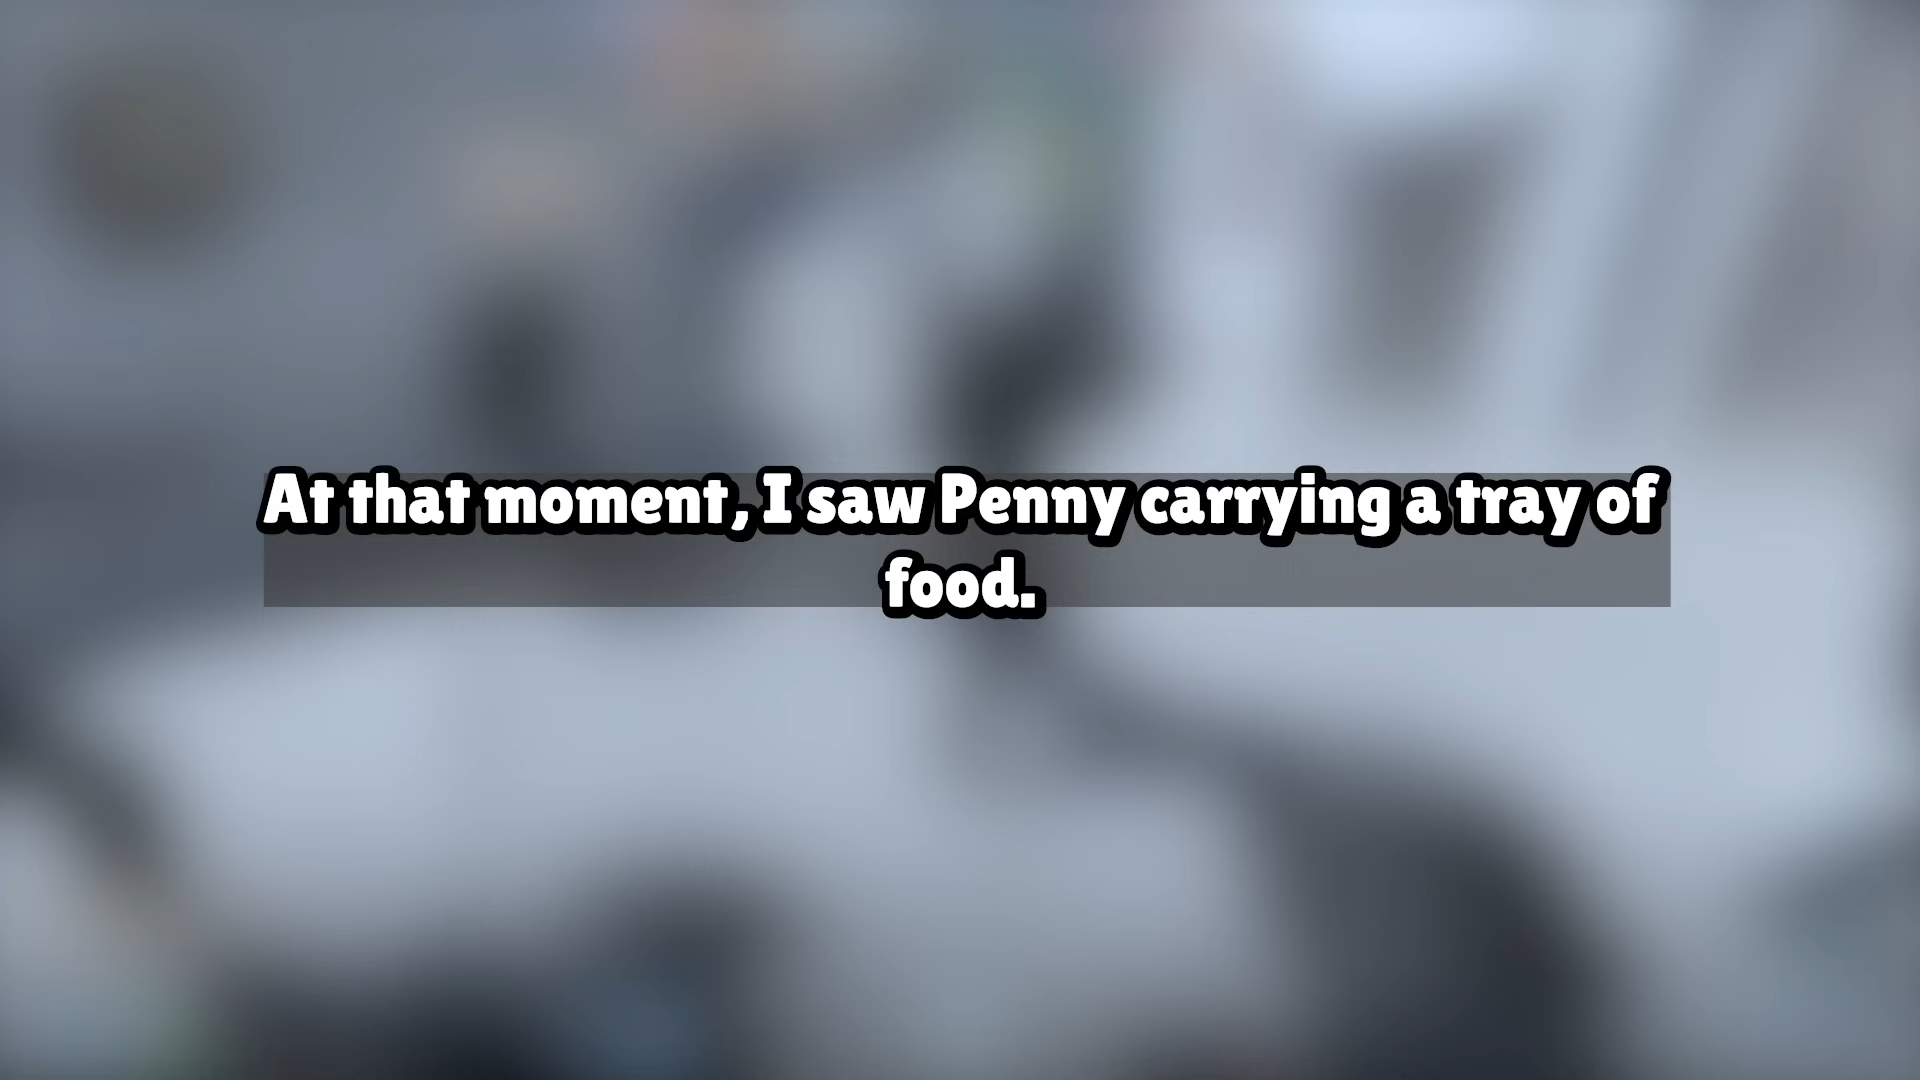 At that moment, I saw Penny carrying a tray of
food.